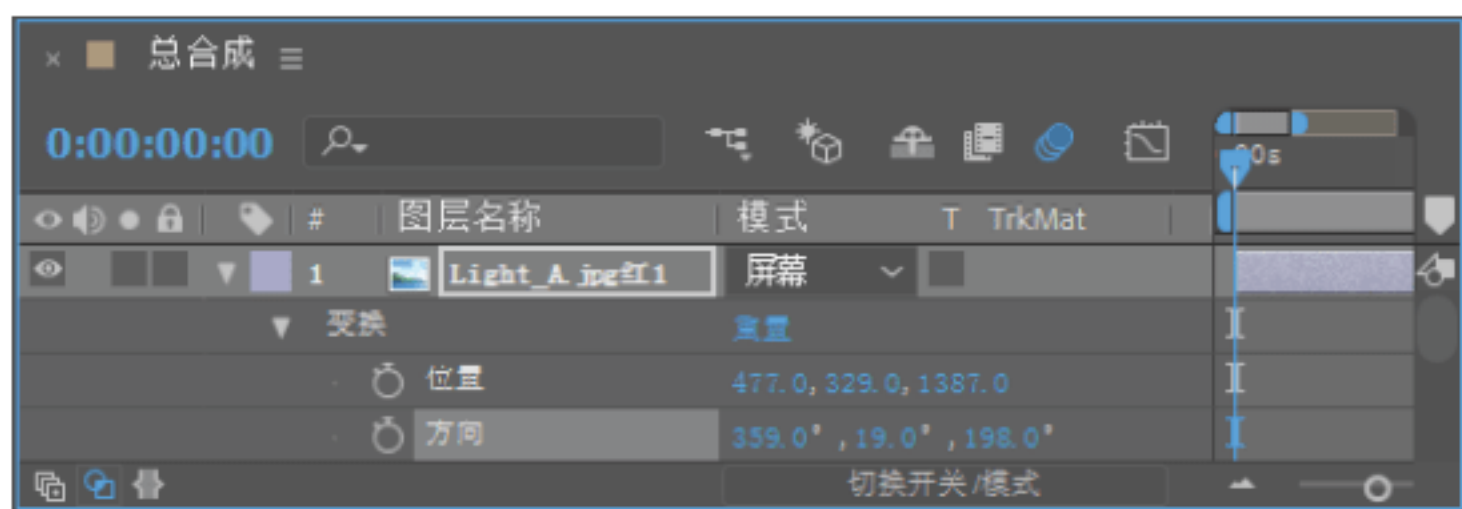 总合成
0:00:00:00
00s
# 图层名称 模式 T TrkMat
1 Light_A.jpg红1 屏幕
变换 重置
位置 477.0, 329.0, 1387.0
方向 359.0°, 19.0°, 198.0°
切换开关/模式